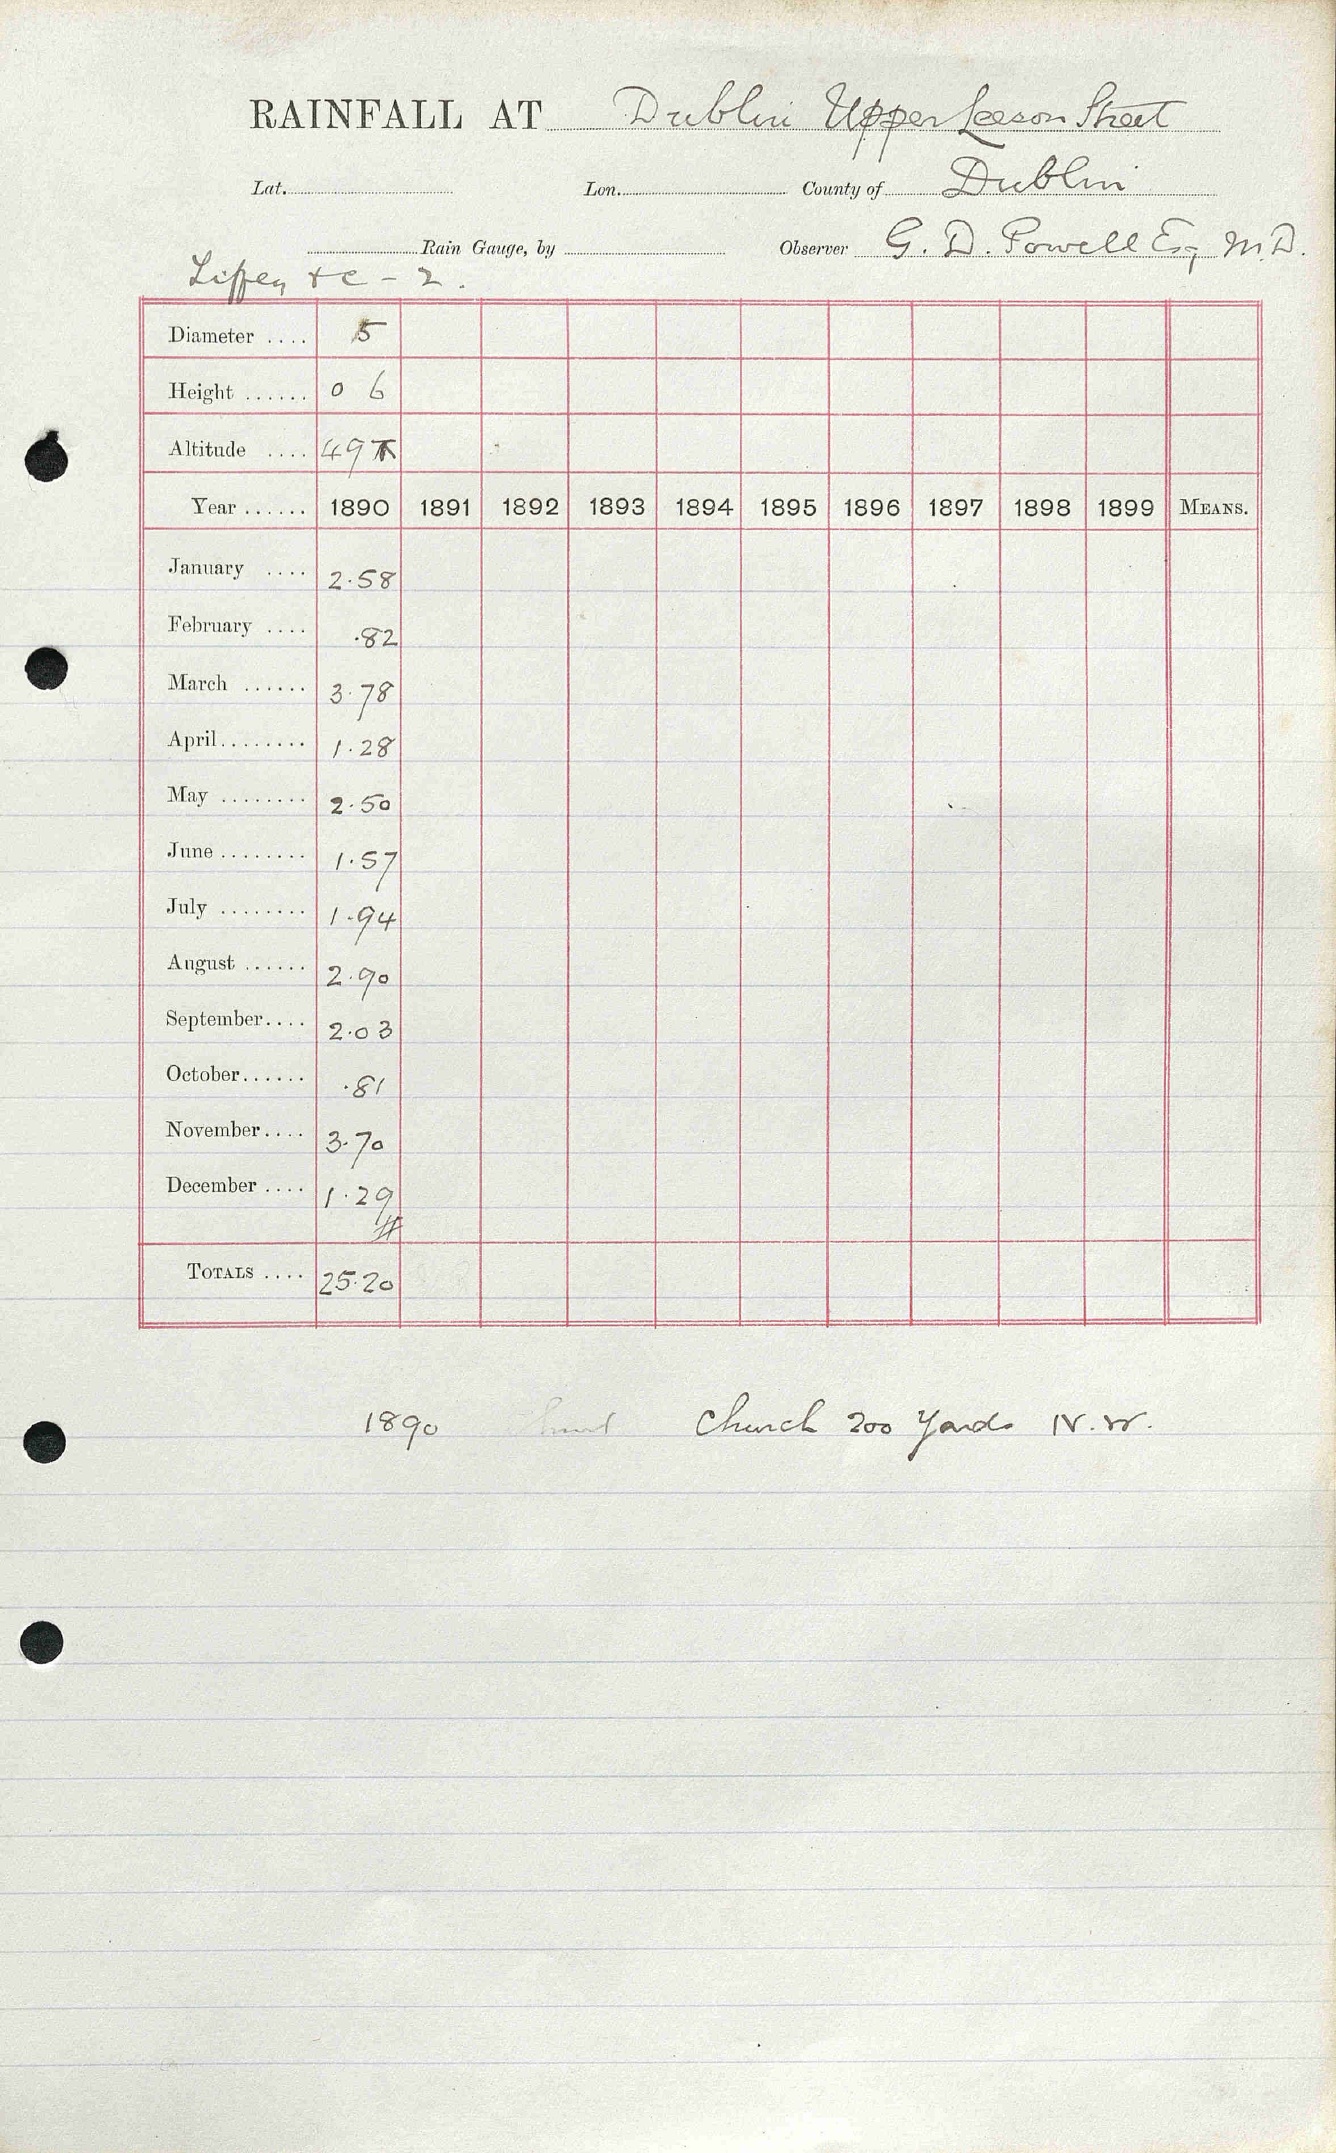 RAINFALL AT Dublin Upper Leeson Street
Lat. Lon. County of Dublin
Rain Gauge, by Observer G. D. Powell Esq M.D.
Liffey &c - 2.
Diameter .... 5
Height ...... 0 6
Altitude .... 49
Year ...... 1890 1891 1892 1893 1894 1895 1896 1897 1898 1899 MEANS.
January .... 2.58
February .... .82
March ...... 3.78
April........ 1.28
May ........ 2.50
June ........ 1.57
July ........ 1.94
August ...... 2.90
September.... 2.03
October...... .81
November.... 3.70
December .... 1.29
TOTALS .... 25.20
1890 Church 200 Yards N.W.